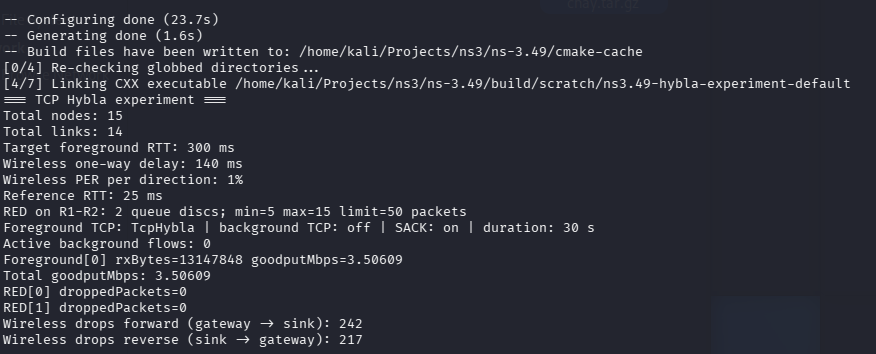 chay.tar.gz
-- Configuring done (23.7s)
-- Generating done (1.6s)
-- Build files have been written to: /home/kali/Projects/ns3/ns-3.49/cmake-cache
[0/4] Re-checking globbed directories...
[4/7] Linking CXX executable /home/kali/Projects/ns3/ns-3.49/build/scratch/ns3.49-hybla-experiment-default
=== TCP Hybla experiment ===
Total nodes: 15
Total links: 14
Target foreground RTT: 300 ms
Wireless one-way delay: 140 ms
Wireless PER per direction: 1%
Reference RTT: 25 ms
RED on R1-R2: 2 queue discs; min=5 max=15 limit=50 packets
Foreground TCP: TcpHybla | background TCP: off | SACK: on | duration: 30 s
Active background flows: 0
Foreground[0] rxBytes=13147848 goodputMbps=3.50609
Total goodputMbps: 3.50609
RED[0] droppedPackets=0
RED[1] droppedPackets=0
Wireless drops forward (gateway -> sink): 242
Wireless drops reverse (sink -> gateway): 217